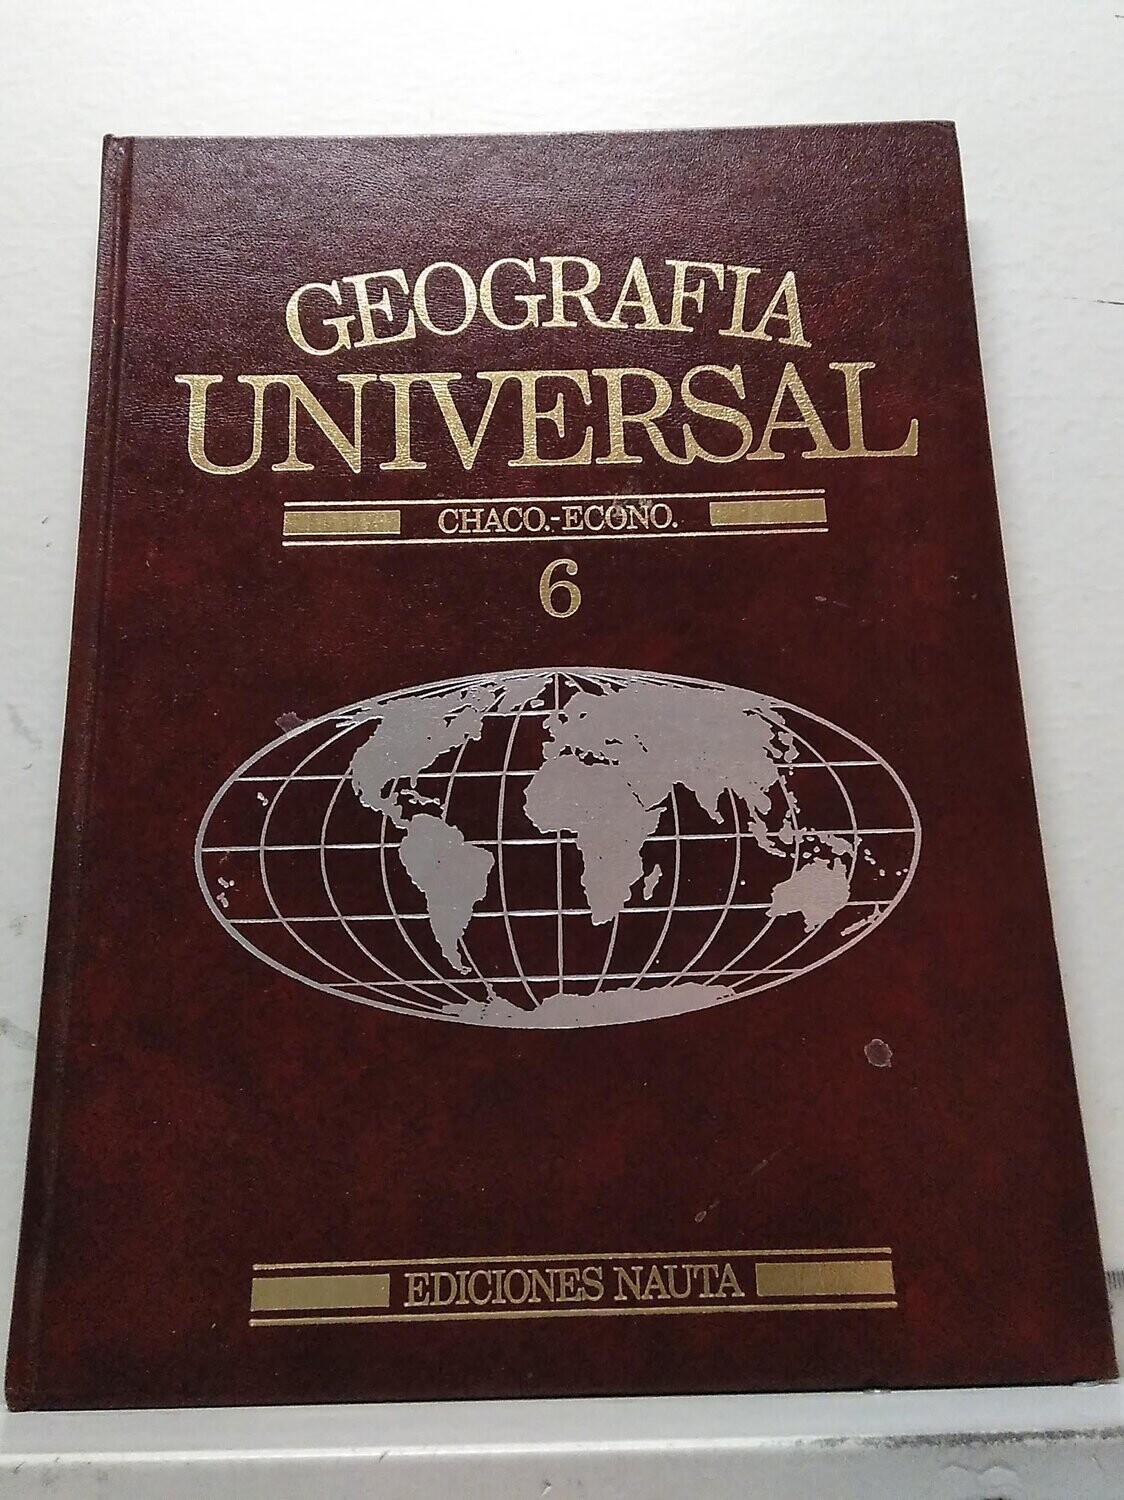 GEOGRAFIA
UNIVERSAL
CHACO.-ECONO.
6
EDICIONES NAUTA